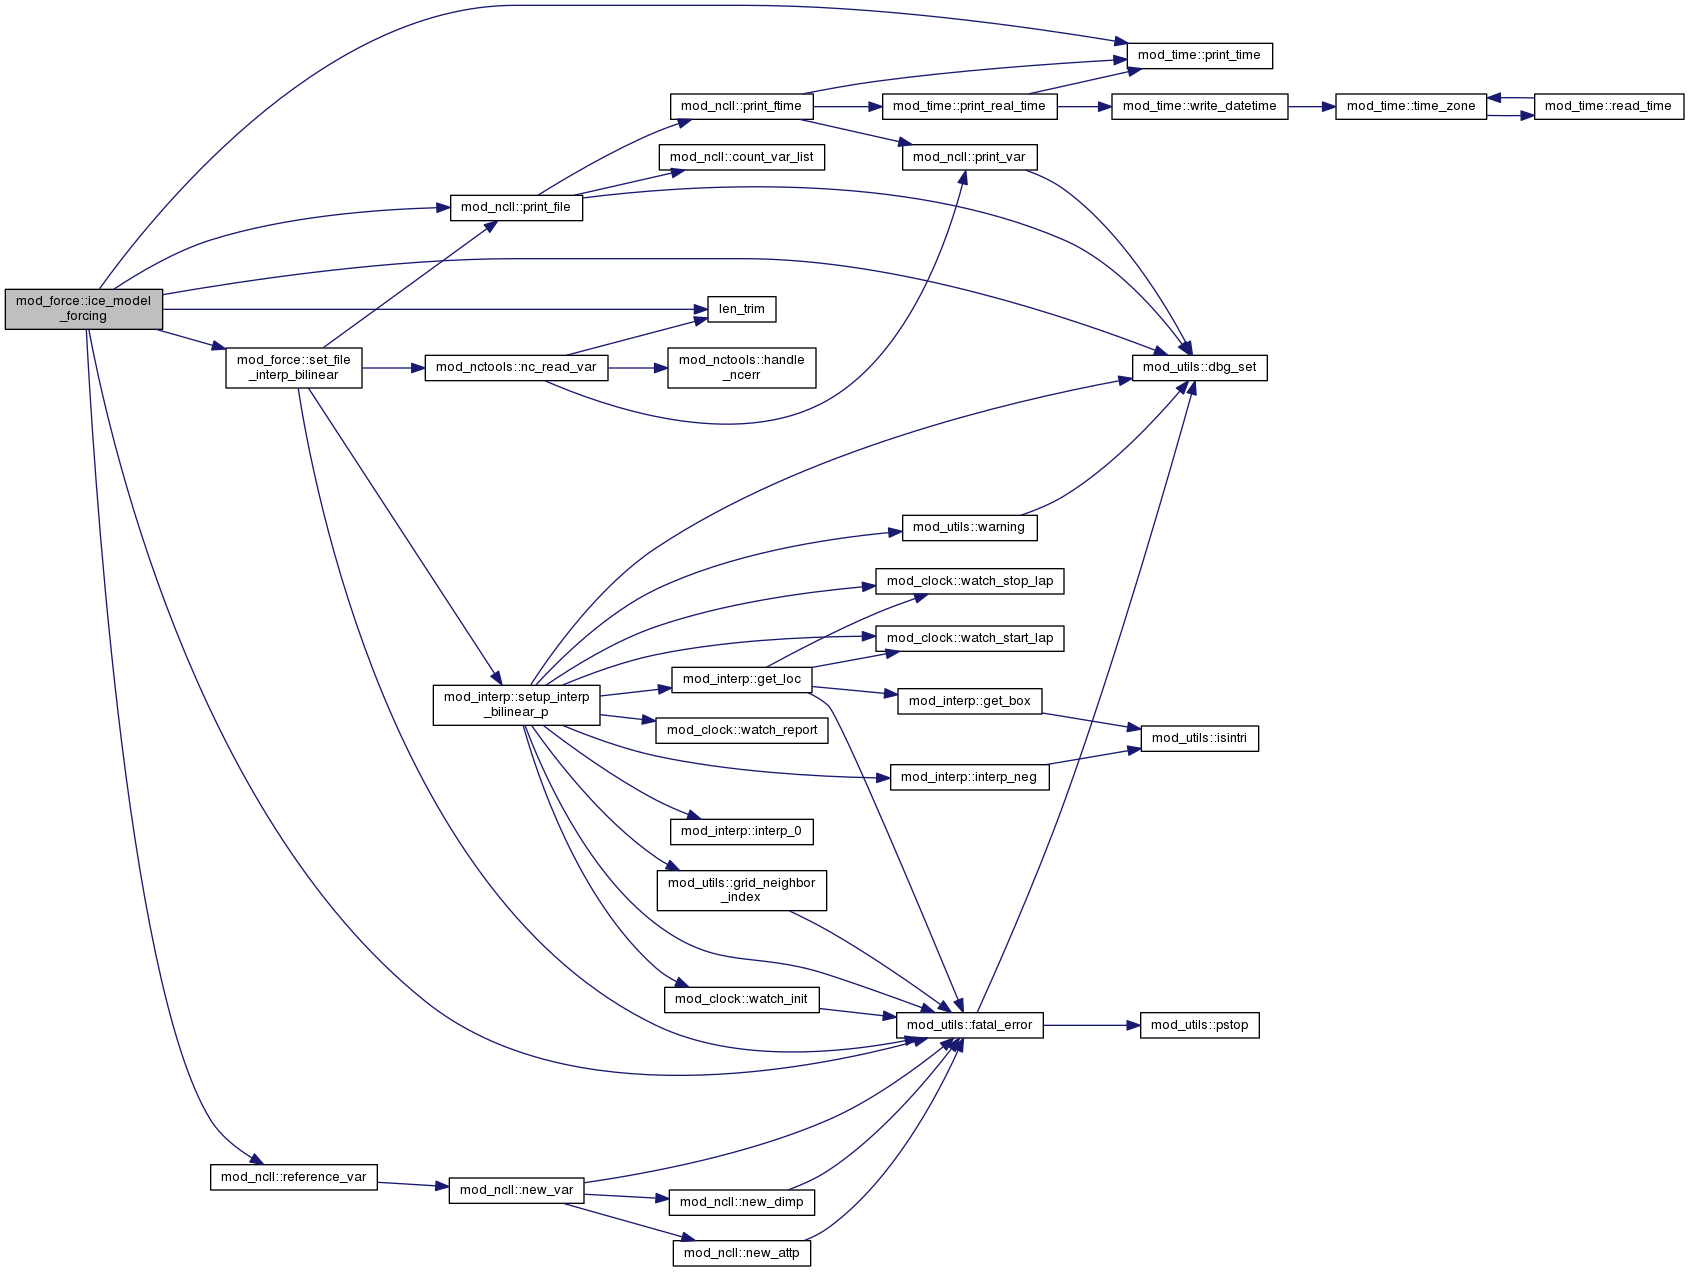 mod_time::print_time
mod_ncll::print_ftime
mod_time::print_real_time
mod_time::write_datetime
mod_time::time_zone
mod_time::read_time
mod_ncll::count_var_list
mod_ncll::print_var
mod_ncll::print_file
mod_force::ice_model
_forcing
len_trim
mod_force::set_file
_interp_bilinear
mod_nctools::nc_read_var
mod_nctools::handle
_ncerr
mod_utils::dbg_set
mod_utils::warning
mod_clock::watch_stop_lap
mod_clock::watch_start_lap
mod_interp::setup_interp
_bilinear_p
mod_interp::get_loc
mod_interp::get_box
mod_clock::watch_report
mod_utils::isintri
mod_interp::interp_neg
mod_interp::interp_0
mod_utils::grid_neighbor
_index
mod_clock::watch_init
mod_utils::fatal_error
mod_utils::pstop
mod_ncll::reference_var
mod_ncll::new_var
mod_ncll::new_dimp
mod_ncll::new_attp